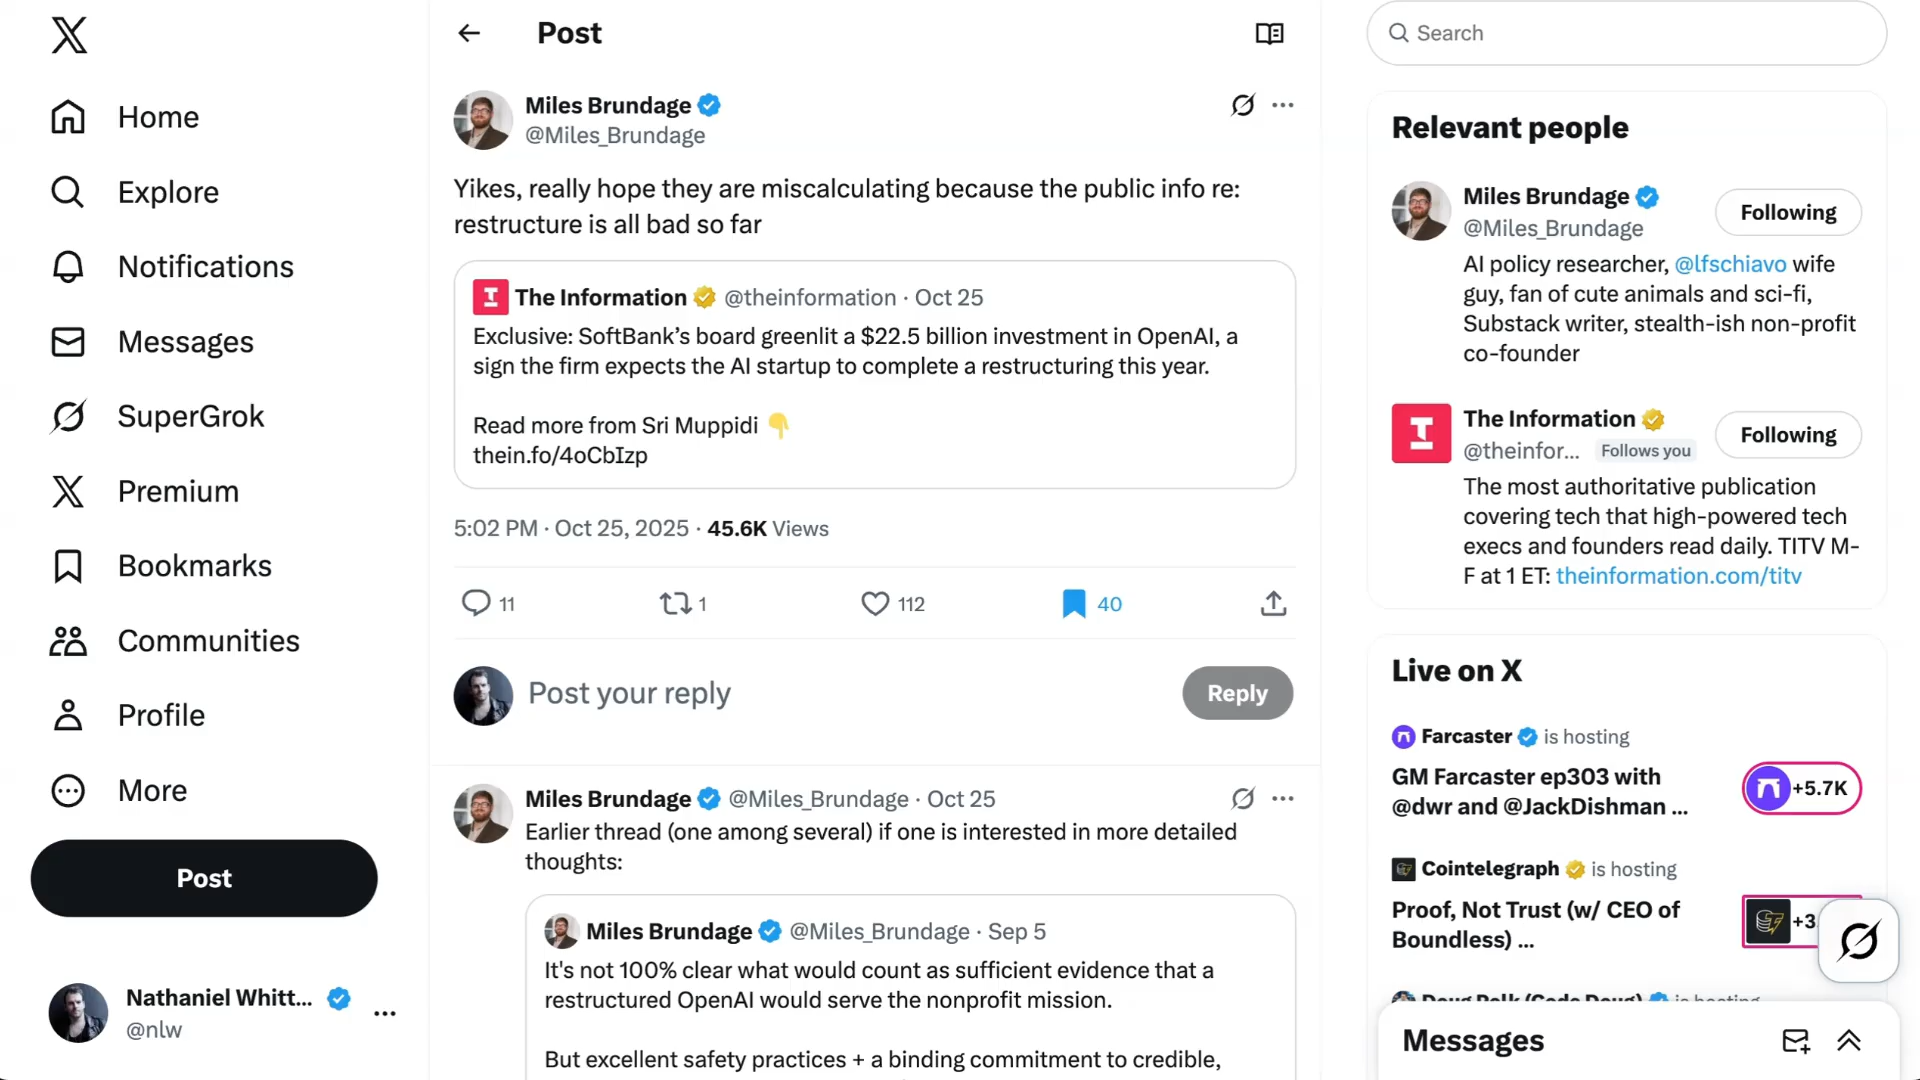 Home
Explore
Notifications
Messages
SuperGrok
Premium
Bookmarks
Communities
Profile
More
Post
Nathaniel Whitt...
@nlw
Post
Miles Brundage
@Miles_Brundage
Yikes, really hope they are miscalculating because the public info re:
restructure is all bad so far
The Information @theinformation · Oct 25
Exclusive: SoftBank’s board greenlit a $22.5 billion investment in OpenAI, a
sign the firm expects the AI startup to complete a restructuring this year.
Read more from Sri Muppidi 👇
thein.fo/4oCbIzp
5:02 PM · Oct 25, 2025 · 45.6K Views
11
1
112
40
Post your reply
Reply
Miles Brundage @Miles_Brundage · Oct 25
Earlier thread (one among several) if one is interested in more detailed
thoughts:
Miles Brundage @Miles_Brundage · Sep 5
It's not 100% clear what would count as sufficient evidence that a
restructured OpenAI would serve the nonprofit mission.
But excellent safety practices + a binding commitment to credible,
Search
Relevant people
Miles Brundage
@Miles_Brundage
Following
AI policy researcher, @lfschiavo wife
guy, fan of cute animals and sci-fi,
Substack writer, stealth-ish non-profit
co-founder
The Information
@theinfor... Follows you
Following
The most authoritative publication
covering tech that high-powered tech
execs and founders read daily. TITV M-
F at 1 ET: theinformation.com/titv
Live on X
Farcaster is hosting
GM Farcaster ep303 with
@dwr and @JackDishman ...
+5.7K
Cointelegraph is hosting
Proof, Not Trust (w/ CEO of
Boundless) ...
+3
is hosting
Messages